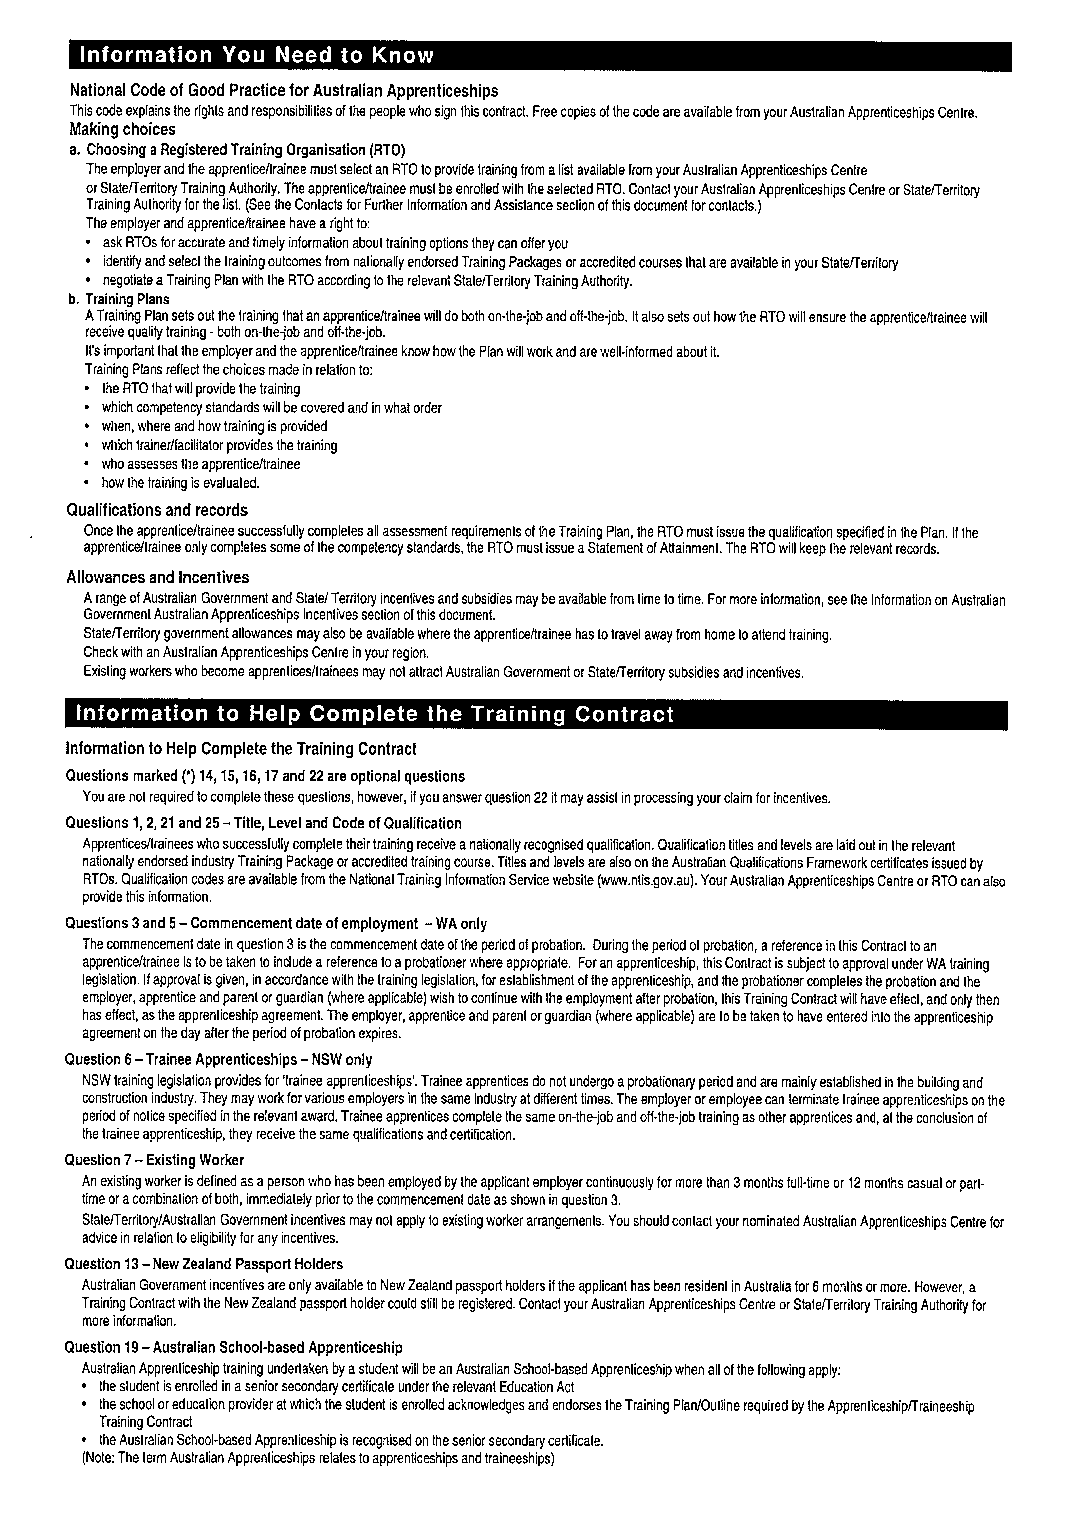 Information You Need to Know
National Code of Good Practice for Australian Apprenticeships
This code explains the rights and responsibilities of the people who sign this contract. Free copies of the code are available from your Australian Apprenticeships Centre.
Making choices
a. Choosing a Registered Training Organisation (RTO)
The employer and the apprentice/trainee must select an RTO to provide training from a list available from your Australian Apprenticeships Centre
or State/Territory Training Authority. The apprentice/trainee must be enrolled with the selected RTO. Contact your Australian Apprenticeships Centre or State/Territory
Training Authority for the list. (See the Contacts for Further Information and Assistance section of this document for contacts.)
The employer and apprentice/trainee have a right to:
• ask RTOs for accurate and timely information about training options they can offer you
• identify and select the training outcomes from nationally endorsed Training Packages or accredited courses that are available in your State/Territory
• negotiate a Training Plan with the RTO according to the relevant State/Territory Training Authority.
b. Training Plans
A Training Plan sets out the training that an apprentice/trainee will do both on-the-job and off-the-job. It also sets out how the RTO will ensure the apprentice/trainee will
receive quality training - both on-the-job and off-the-job.
It's important that the employer and the apprentice/trainee know how the Plan will work and are well-informed about it.
Training Plans reflect the choices made in relation to:
• the RTO that will provide the training
• which competency standards will be covered and in what order
• when, where and how training is provided
• which trainer/facilitator provides the training
• who assesses the apprentice/trainee
• how the training is evaluated.
Qualifications and records
Once the apprentice/trainee successfully completes all assessment requirements of the Training Plan, the RTO must issue the qualification specified in the Plan. If the
apprentice/trainee only completes some of the competency standards, the RTO must issue a Statement of Attainment. The RTO will keep the relevant records.
Allowances and Incentives
A range of Australian Government and State/ Territory incentives and subsidies may be available from time to time. For more information, see the Information on Australian
Government Australian Apprenticeships Incentives section of this document.
State/Territory government allowances may also be available where the apprentice/trainee has to travel away from home to attend training.
Check with an Australian Apprenticeships Centre in your region.
Existing workers who become apprentices/trainees may not attract Australian Government or State/Territory subsidies and incentives.
Information to Help Complete the Training Contract
Information to Help Complete the Training Contract
Questions marked (*) 14, 15, 16, 17 and 22 are optional questions
You are not required to complete these questions, however, if you answer question 22 it may assist in processing your claim for incentives.
Questions 1, 2, 21 and 25 – Title, Level and Code of Qualification
Apprentices/trainees who successfully complete their training receive a nationally recognised qualification. Qualification titles and levels are laid out in the relevant
nationally endorsed industry Training Package or accredited training course. Titles and levels are also on the Australian Qualifications Framework certificates issued by
RTOs. Qualification codes are available from the National Training Information Service website (www.ntis.gov.au). Your Australian Apprenticeships Centre or RTO can also
provide this information.
Questions 3 and 5 – Commencement date of employment – WA only
The commencement date in question 3 is the commencement date of the period of probation. During the period of probation, a reference in this Contract to an
apprentice/trainee is to be taken to include a reference to a probationer where appropriate. For an apprenticeship, this Contract is subject to approval under WA training
legislation. If approval is given, in accordance with the training legislation, for establishment of the apprenticeship, and the probationer completes the probation and the
employer, apprentice and parent or guardian (where applicable) wish to continue with the employment after probation, this Training Contract will have effect, and only then
has effect, as the apprenticeship agreement. The employer, apprentice and parent or guardian (where applicable) are to be taken to have entered into the apprenticeship
agreement on the day after the period of probation expires.
Question 6 – Trainee Apprenticeships – NSW only
NSW training legislation provides for 'trainee apprenticeships'. Trainee apprentices do not undergo a probationary period and are mainly established in the building and
construction industry. They may work for various employers in the same industry at different times. The employer or employee can terminate trainee apprenticeships on the
period of notice specified in the relevant award. Trainee apprentices complete the same on-the-job and off-the-job training as other apprentices and, at the conclusion of
the trainee apprenticeship, they receive the same qualifications and certification.
Question 7 – Existing Worker
An existing worker is defined as a person who has been employed by the applicant employer continuously for more than 3 months full-time or 12 months casual or part-
time or a combination of both, immediately prior to the commencement date as shown in question 3.
State/Territory/Australian Government incentives may not apply to existing worker arrangements. You should contact your nominated Australian Apprenticeships Centre for
advice in relation to eligibility for any incentives.
Question 13 – New Zealand Passport Holders
Australian Government incentives are only available to New Zealand passport holders if the applicant has been resident in Australia for 6 months or more. However, a
Training Contract with the New Zealand passport holder could still be registered. Contact your Australian Apprenticeships Centre or State/Territory Training Authority for
more information.
Question 19 – Australian School-based Apprenticeship
Australian Apprenticeship training undertaken by a student will be an Australian School-based Apprenticeship when all of the following apply:
• the student is enrolled in a senior secondary certificate under the relevant Education Act
• the school or education provider at which the student is enrolled acknowledges and endorses the Training Plan/Outline required by the Apprenticeship/Traineeship
Training Contract
• the Australian School-based Apprenticeship is recognised on the senior secondary certificate.
(Note: The term Australian Apprenticeships relates to apprenticeships and traineeships)